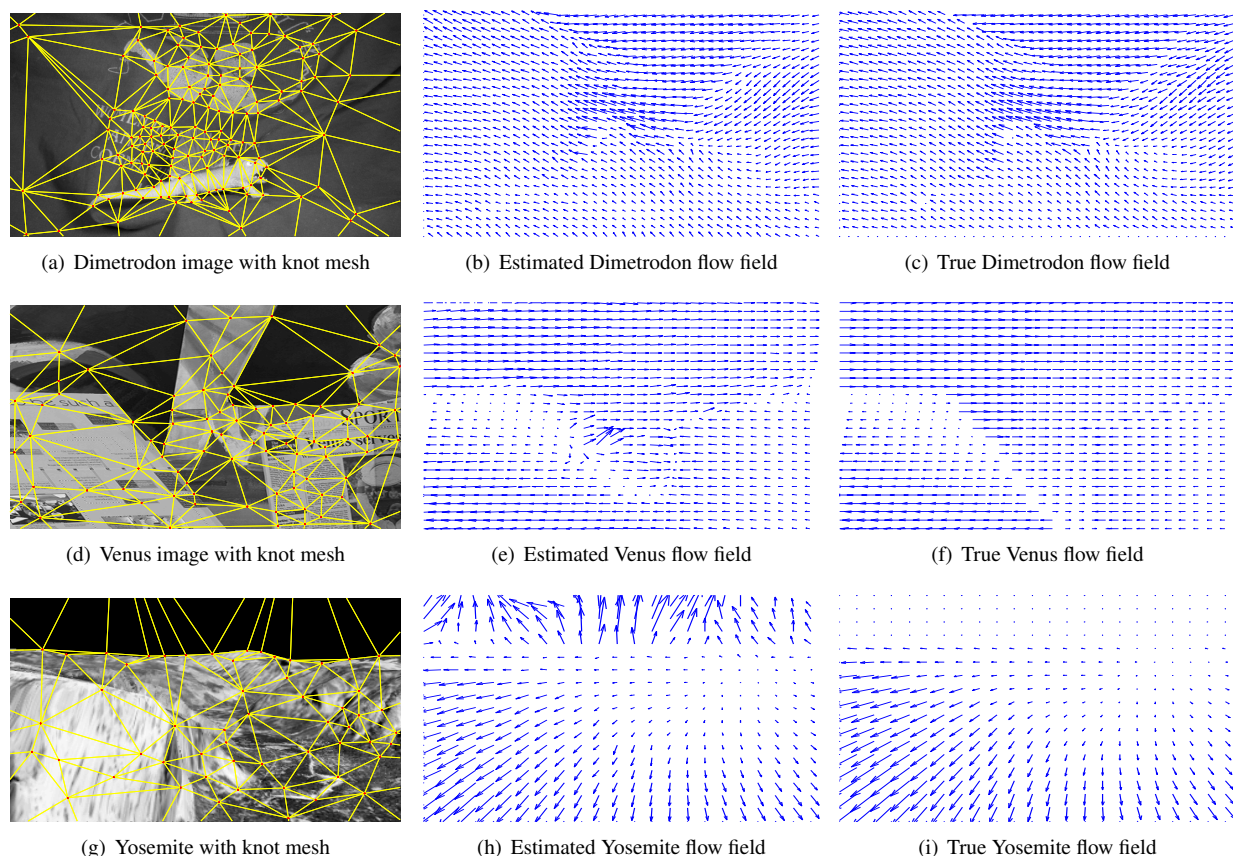 (a) Dimetrodon image with knot mesh
(b) Estimated Dimetrodon flow field
(c) True Dimetrodon flow field
SPOR
(d) Venus image with knot mesh
(e) Estimated Venus flow field
(f) True Venus flow field
(g) Yosemite with knot mesh
(h) Estimated Yosemite flow field
(i) True Yosemite flow field